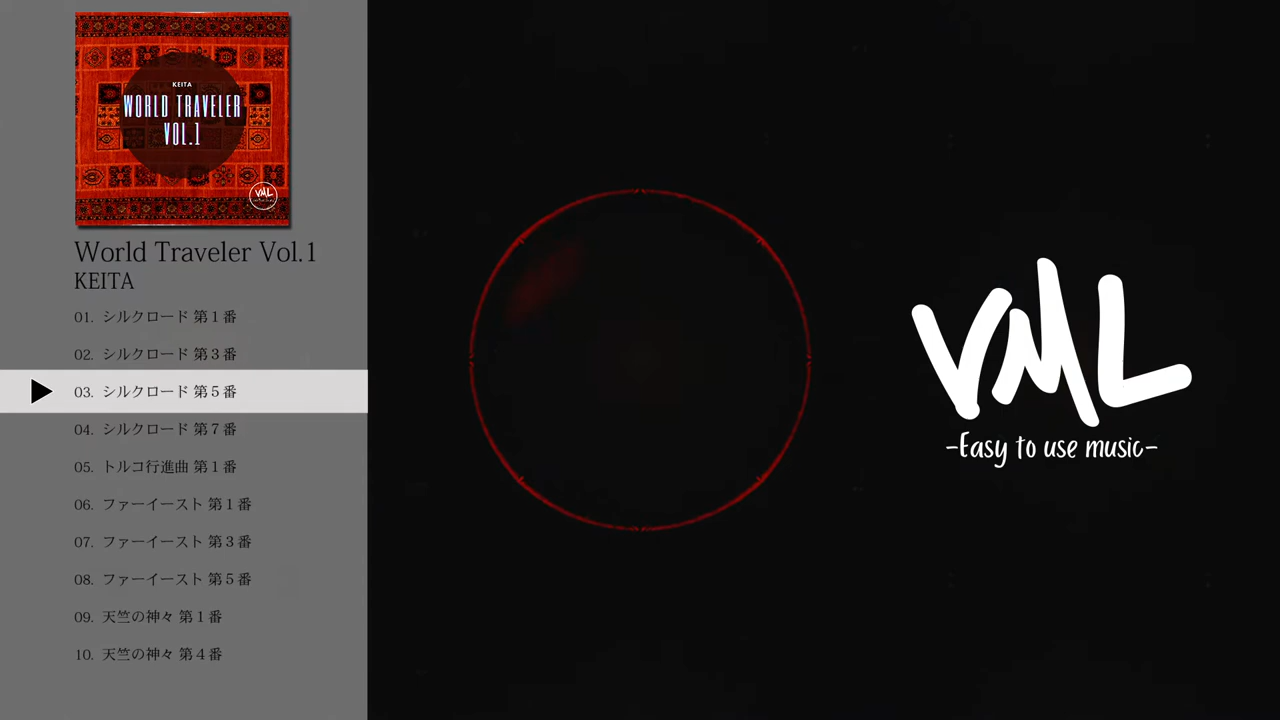 KEITA
WORLD TRAVELER
VOL.1
VML
World Traveler Vol.1
KEITA
01. シルクロード 第１番
02. シルクロード 第３番
03. シルクロード 第５番
04. シルクロード 第７番
05. トルコ行進曲 第１番
06. ファーイースト 第１番
07. ファーイースト 第３番
08. ファーイースト 第５番
09. 天竺の神々 第１番
10. 天竺の神々 第４番
VML
-Easy to use music-